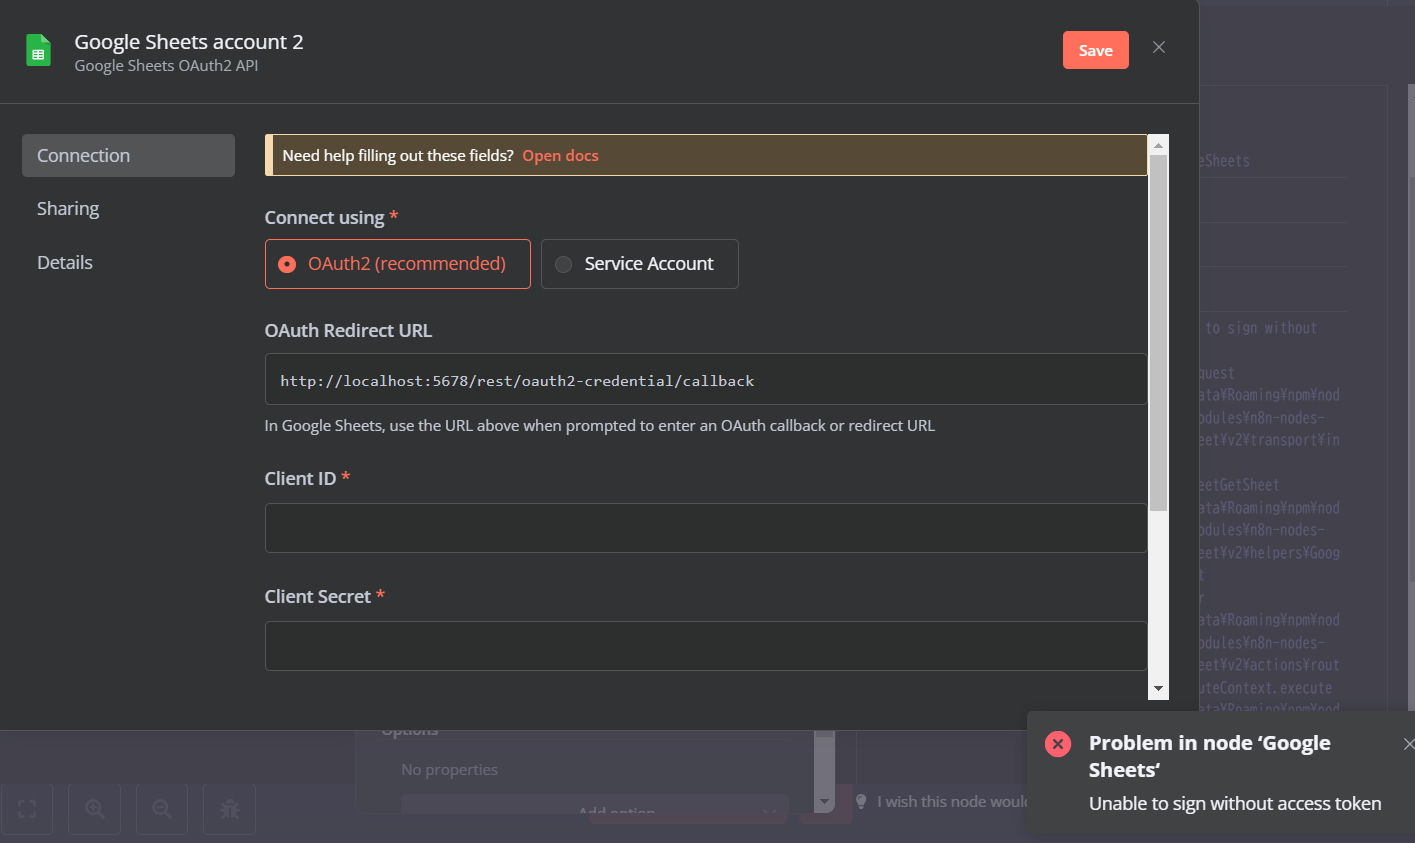 Google Sheets account 2
Google Sheets OAuth2 API
Save
Connection
Sharing
Details
Need help filling out these fields? Open docs
Connect using *
OAuth2 (recommended)
Service Account
OAuth Redirect URL
http://localhost:5678/rest/oauth2-credential/callback
In Google Sheets, use the URL above when prompted to enter an OAuth callback or redirect URL
Client ID *
Client Secret *
eSheets
to sign without
quest
ata¥Roaming¥npm¥nod
odules¥n8n-nodes-
eet¥v2¥transport¥in
eetGetSheet
ata¥Roaming¥npm¥nod
odules¥n8n-nodes-
eet¥v2¥helpers¥Goog
t
r
ata¥Roaming¥npm¥nod
odules¥n8n-nodes-
eet¥v2¥actions¥rout
uteContext.execute
ata¥Roaming¥npm¥nod
Options
No properties
Add option
I wish this node would
Problem in node ‘Google
Sheets‘
Unable to sign without access token